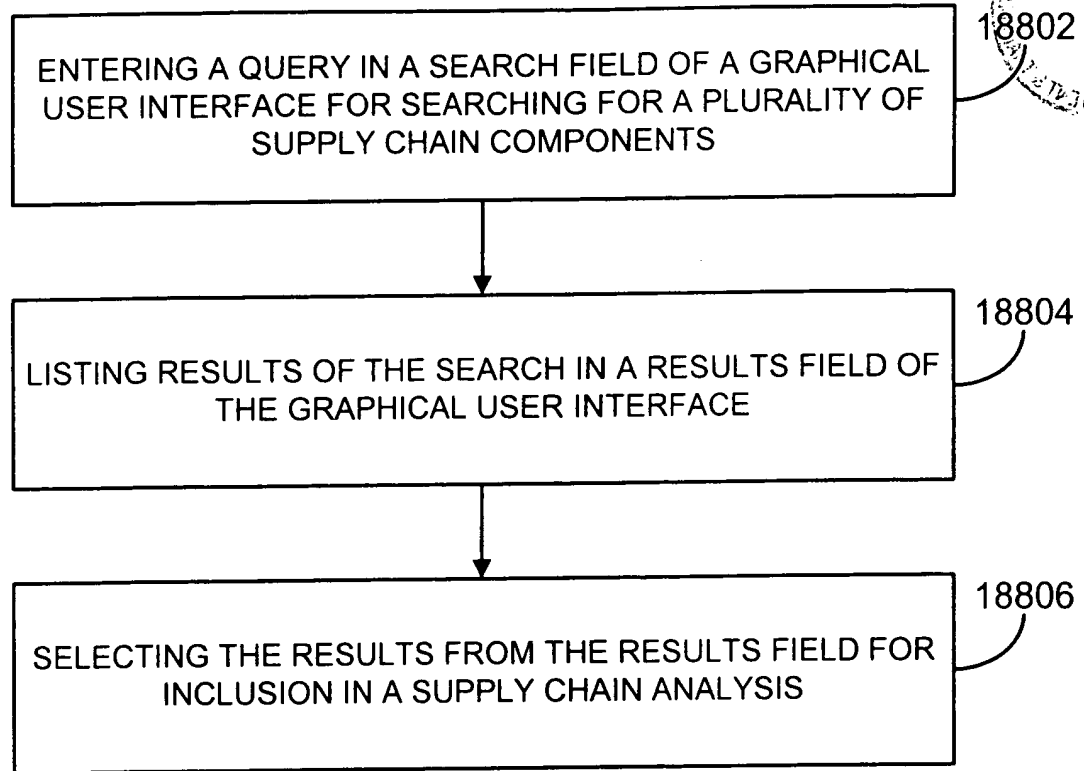 18802
ENTERING A QUERY IN A SEARCH FIELD OF A GRAPHICAL
USER INTERFACE FOR SEARCHING FOR A PLURALITY OF
SUPPLY CHAIN COMPONENTS
18804
LISTING RESULTS OF THE SEARCH IN A RESULTS FIELD OF
THE GRAPHICAL USER INTERFACE
18806
SELECTING THE RESULTS FROM THE RESULTS FIELD FOR
INCLUSION IN A SUPPLY CHAIN ANALYSIS